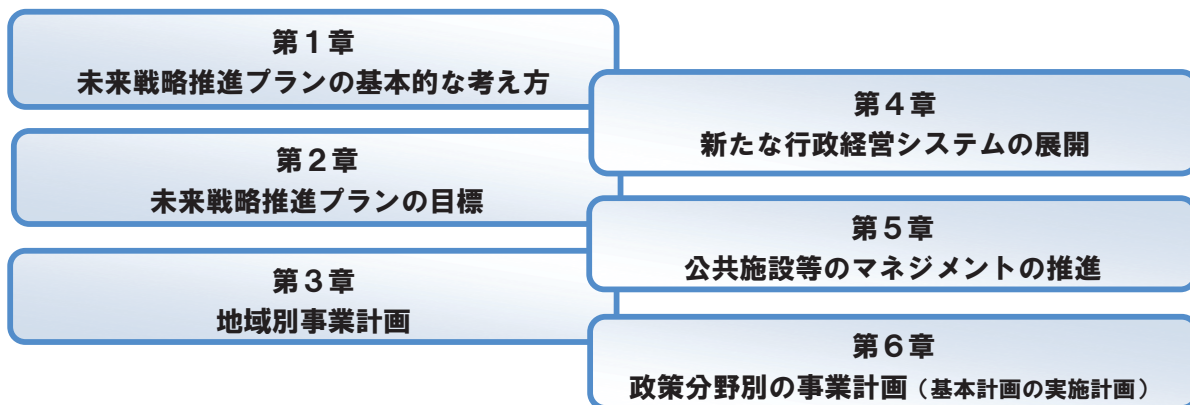 第１章
未来戦略推進プランの基本的な考え方
第２章
未来戦略推進プランの目標
第３章
地域別事業計画
第４章
新たな行政経営システムの展開
第５章
公共施設等のマネジメントの推進
第６章
政策分野別の事業計画（基本計画の実施計画）